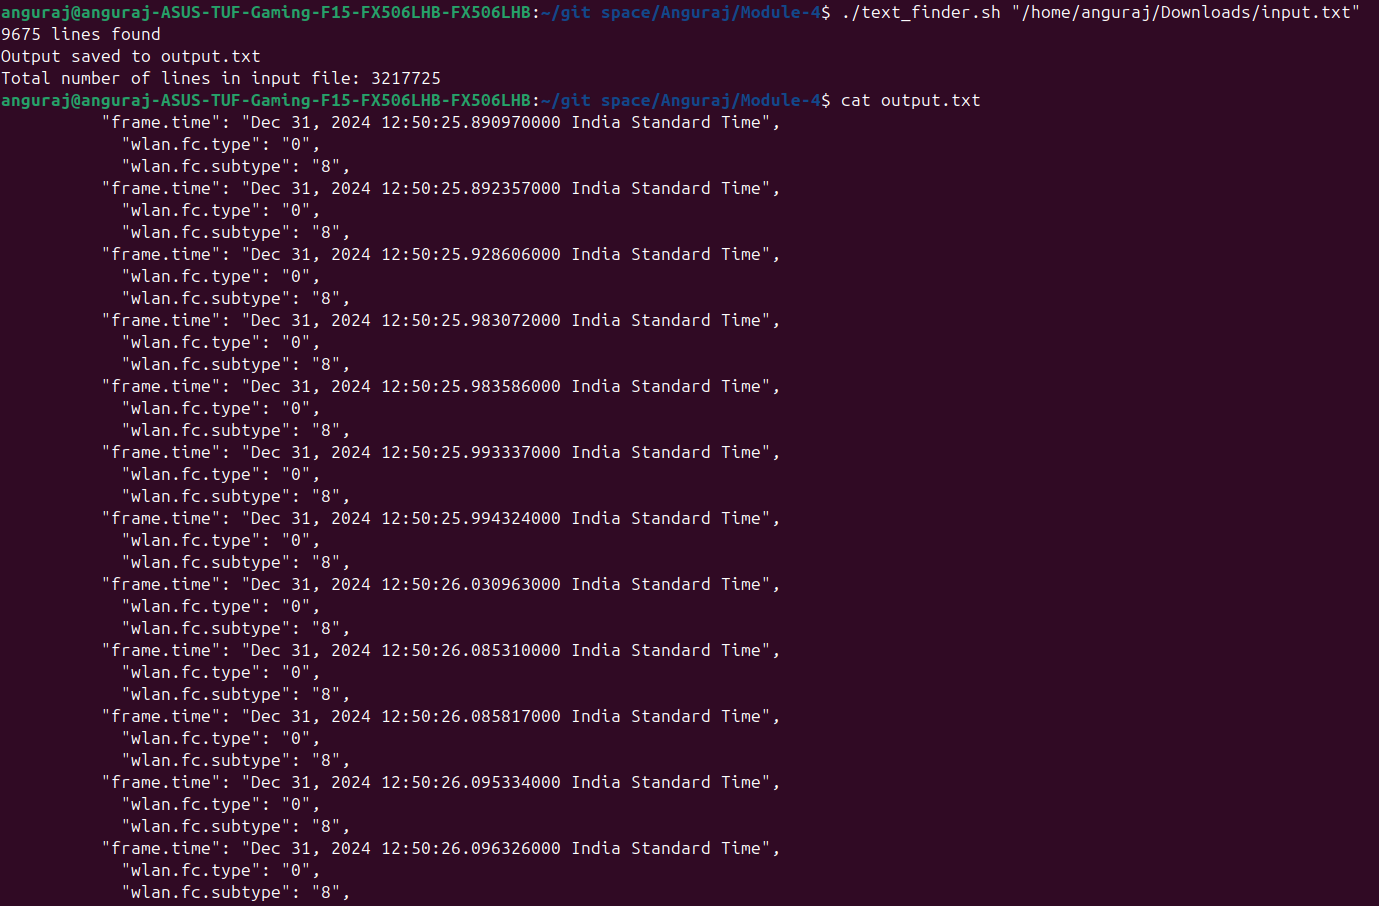 anguraj@anguraj-ASUS-TUF-Gaming-F15-FX506LHB-FX506LHB:~/git space/Anguraj/Module-4$ ./text_finder.sh "/home/anguraj/Downloads/input.txt"
9675 lines found
Output saved to output.txt
Total number of lines in input file: 3217725
anguraj@anguraj-ASUS-TUF-Gaming-F15-FX506LHB-FX506LHB:~/git space/Anguraj/Module-4$ cat output.txt
          "frame.time": "Dec 31, 2024 12:50:25.890970000 India Standard Time",
            "wlan.fc.type": "0",
            "wlan.fc.subtype": "8",
          "frame.time": "Dec 31, 2024 12:50:25.892357000 India Standard Time",
            "wlan.fc.type": "0",
            "wlan.fc.subtype": "8",
          "frame.time": "Dec 31, 2024 12:50:25.928606000 India Standard Time",
            "wlan.fc.type": "0",
            "wlan.fc.subtype": "8",
          "frame.time": "Dec 31, 2024 12:50:25.983072000 India Standard Time",
            "wlan.fc.type": "0",
            "wlan.fc.subtype": "8",
          "frame.time": "Dec 31, 2024 12:50:25.983586000 India Standard Time",
            "wlan.fc.type": "0",
            "wlan.fc.subtype": "8",
          "frame.time": "Dec 31, 2024 12:50:25.993337000 India Standard Time",
            "wlan.fc.type": "0",
            "wlan.fc.subtype": "8",
          "frame.time": "Dec 31, 2024 12:50:25.994324000 India Standard Time",
            "wlan.fc.type": "0",
            "wlan.fc.subtype": "8",
          "frame.time": "Dec 31, 2024 12:50:26.030963000 India Standard Time",
            "wlan.fc.type": "0",
            "wlan.fc.subtype": "8",
          "frame.time": "Dec 31, 2024 12:50:26.085310000 India Standard Time",
            "wlan.fc.type": "0",
            "wlan.fc.subtype": "8",
          "frame.time": "Dec 31, 2024 12:50:26.085817000 India Standard Time",
            "wlan.fc.type": "0",
            "wlan.fc.subtype": "8",
          "frame.time": "Dec 31, 2024 12:50:26.095334000 India Standard Time",
            "wlan.fc.type": "0",
            "wlan.fc.subtype": "8",
          "frame.time": "Dec 31, 2024 12:50:26.096326000 India Standard Time",
            "wlan.fc.type": "0",
            "wlan.fc.subtype": "8",